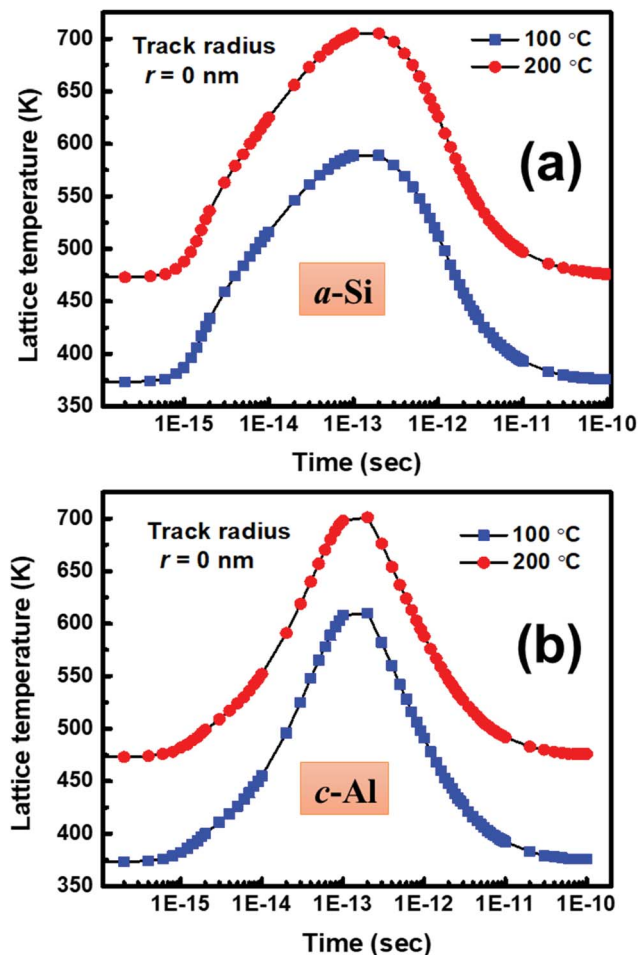 Track radius
r = 0 nm
100 °C
200 °C
(a)
a-Si
Lattice temperature (K)
700
650
600
550
500
450
400
350
1E-15 1E-14 1E-13 1E-12 1E-11 1E-10
Time (sec)
Track radius
r = 0 nm
100 °C
200 °C
(b)
c-Al
Lattice temperature (K)
700
650
600
550
500
450
400
350
1E-15 1E-14 1E-13 1E-12 1E-11 1E-10
Time (sec)